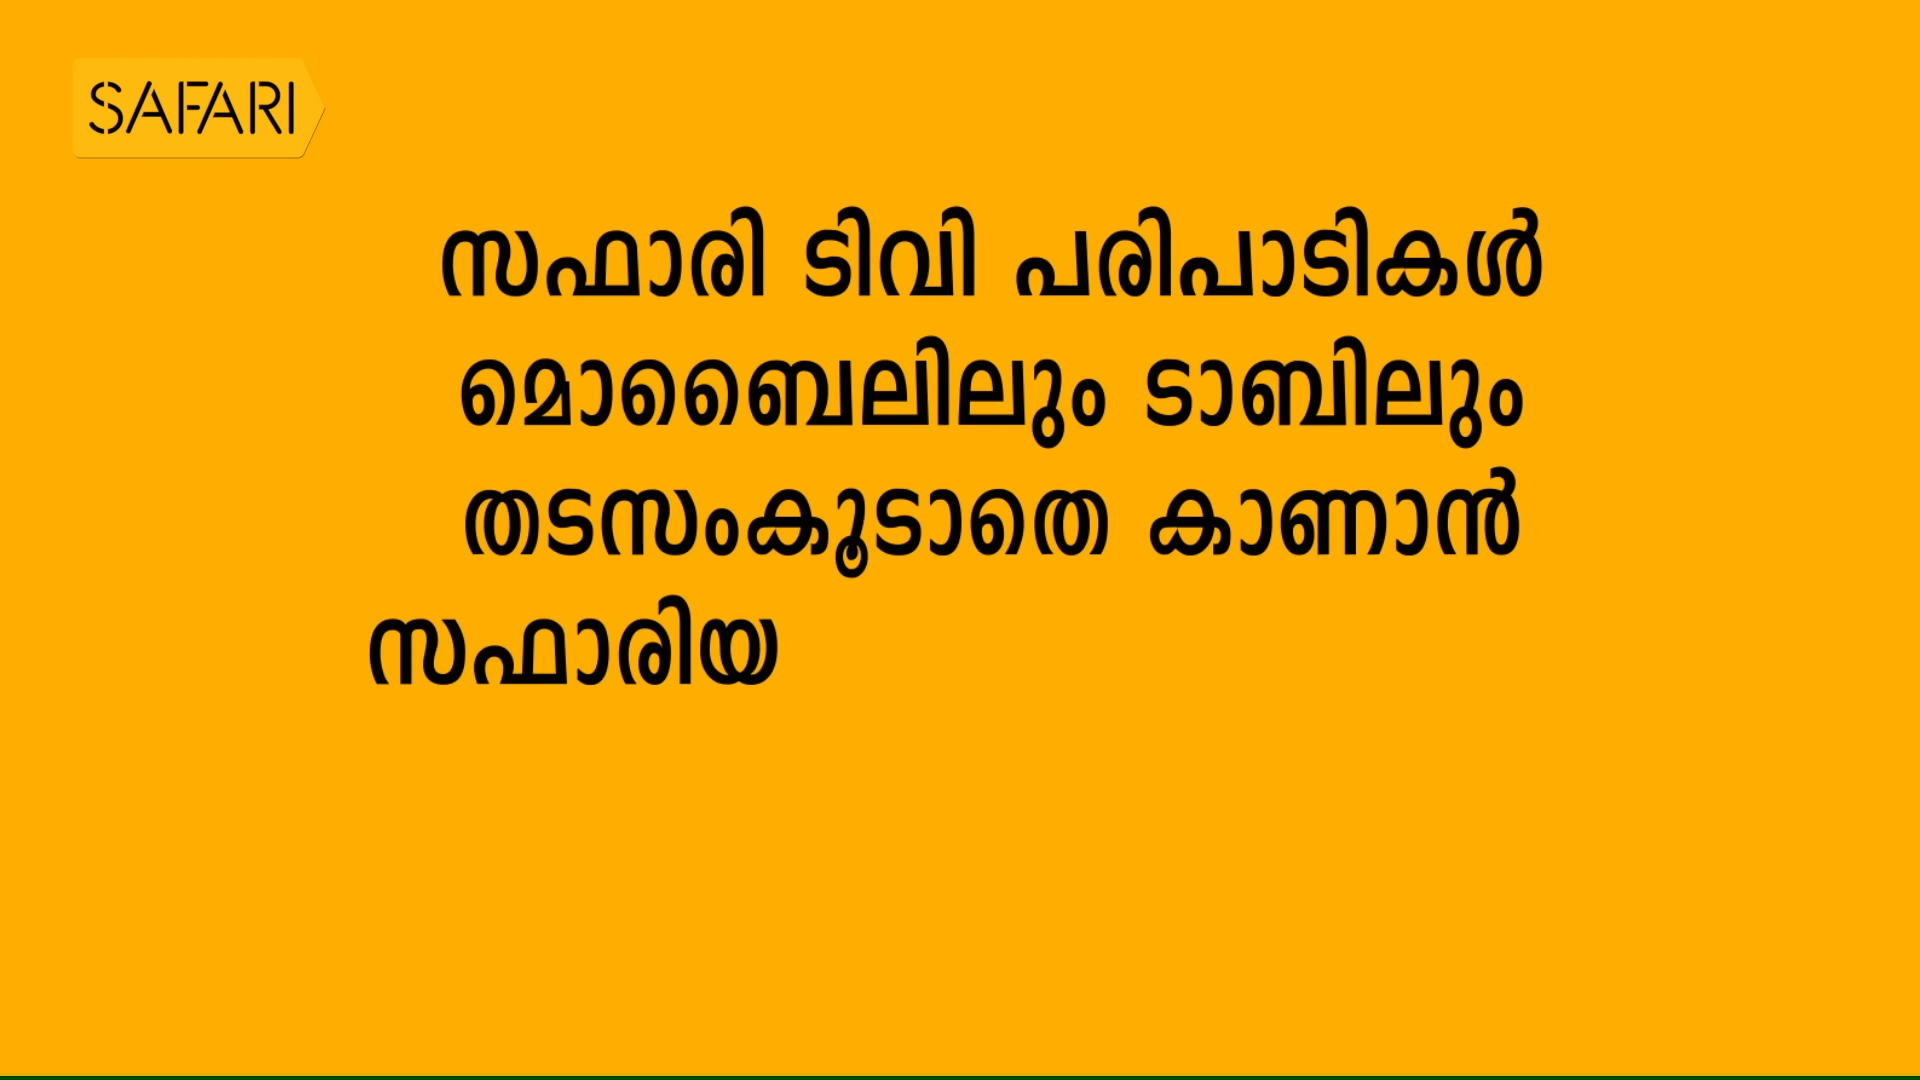 SAFARI
സഫാരി ടിവി പരിപാടികൾ
മൊബൈലിലും ടാബിലും
തടസംകൂടാതെ കാണാൻ
സഫാരിയ